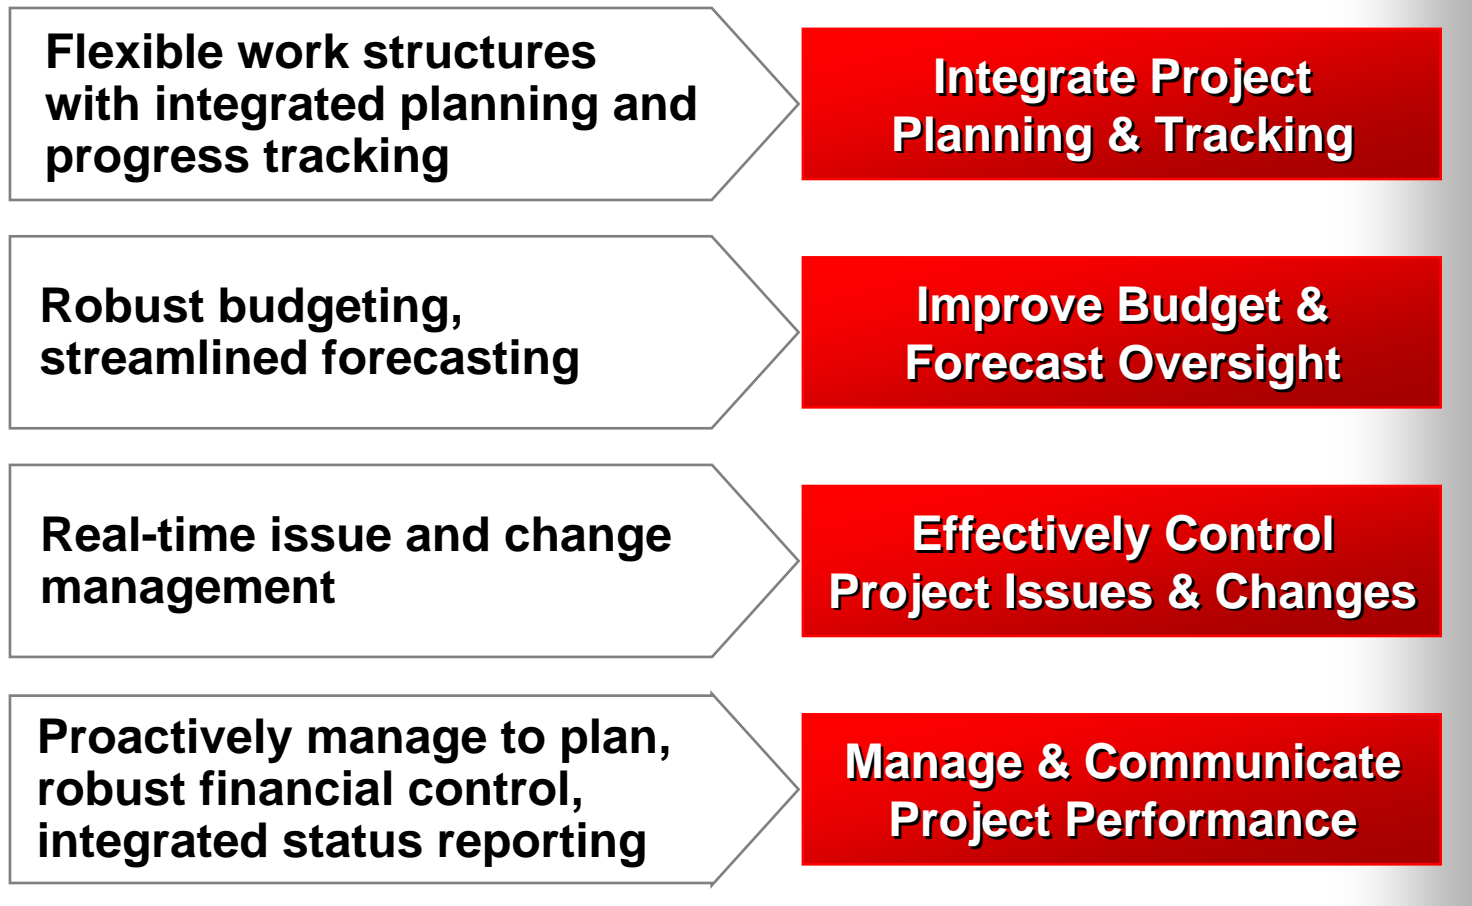 Flexible work structures
with integrated planning and
progress tracking
Integrate Project
Planning & Tracking
Robust budgeting,
streamlined forecasting
Improve Budget &
Forecast Oversight
Real-time issue and change
management
Effectively Control
Project Issues & Changes
Proactively manage to plan,
robust financial control,
integrated status reporting
Manage & Communicate
Project Performance